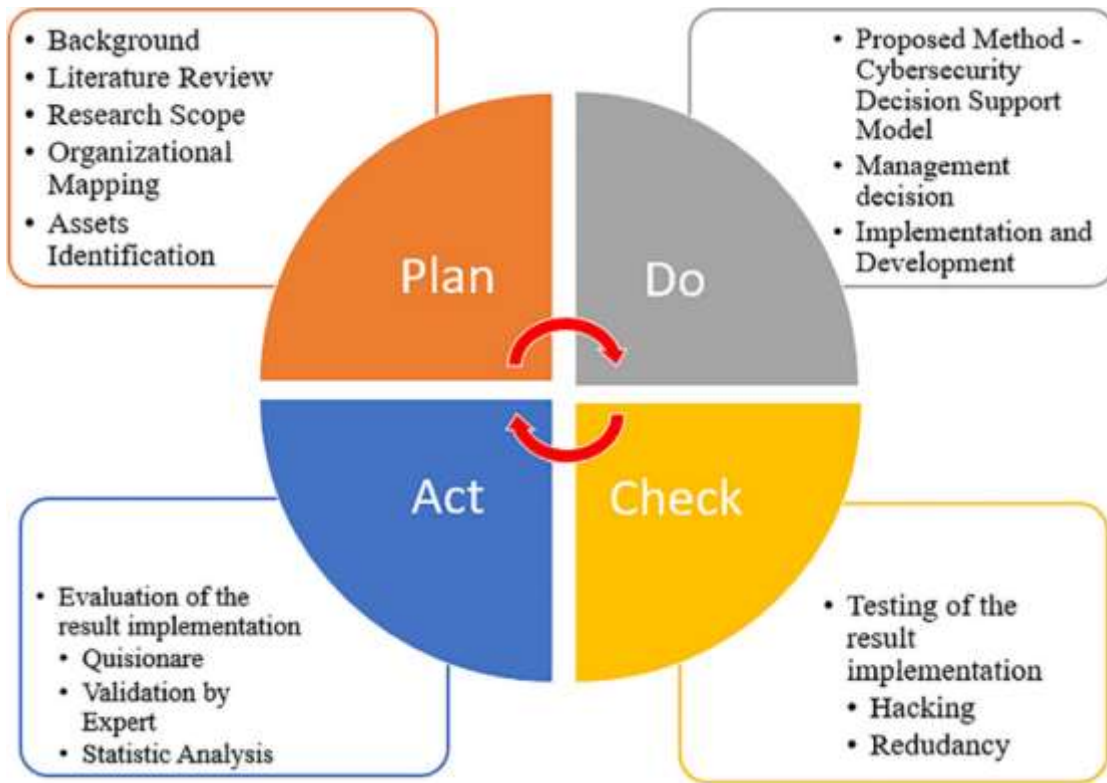 • Background
• Literature Review
• Research Scope
• Organizational
Mapping
• Assets
Identification
• Proposed Method -
Cybersecurity
Decision Support
Model
• Management
decision
• Implementation and
Development
Plan
Do
Act
Check
• Evaluation of the
result implementation
• Quisionare
• Validation by
Expert
• Statistic Analysis
• Testing of the
result
implementation
• Hacking
• Redudancy